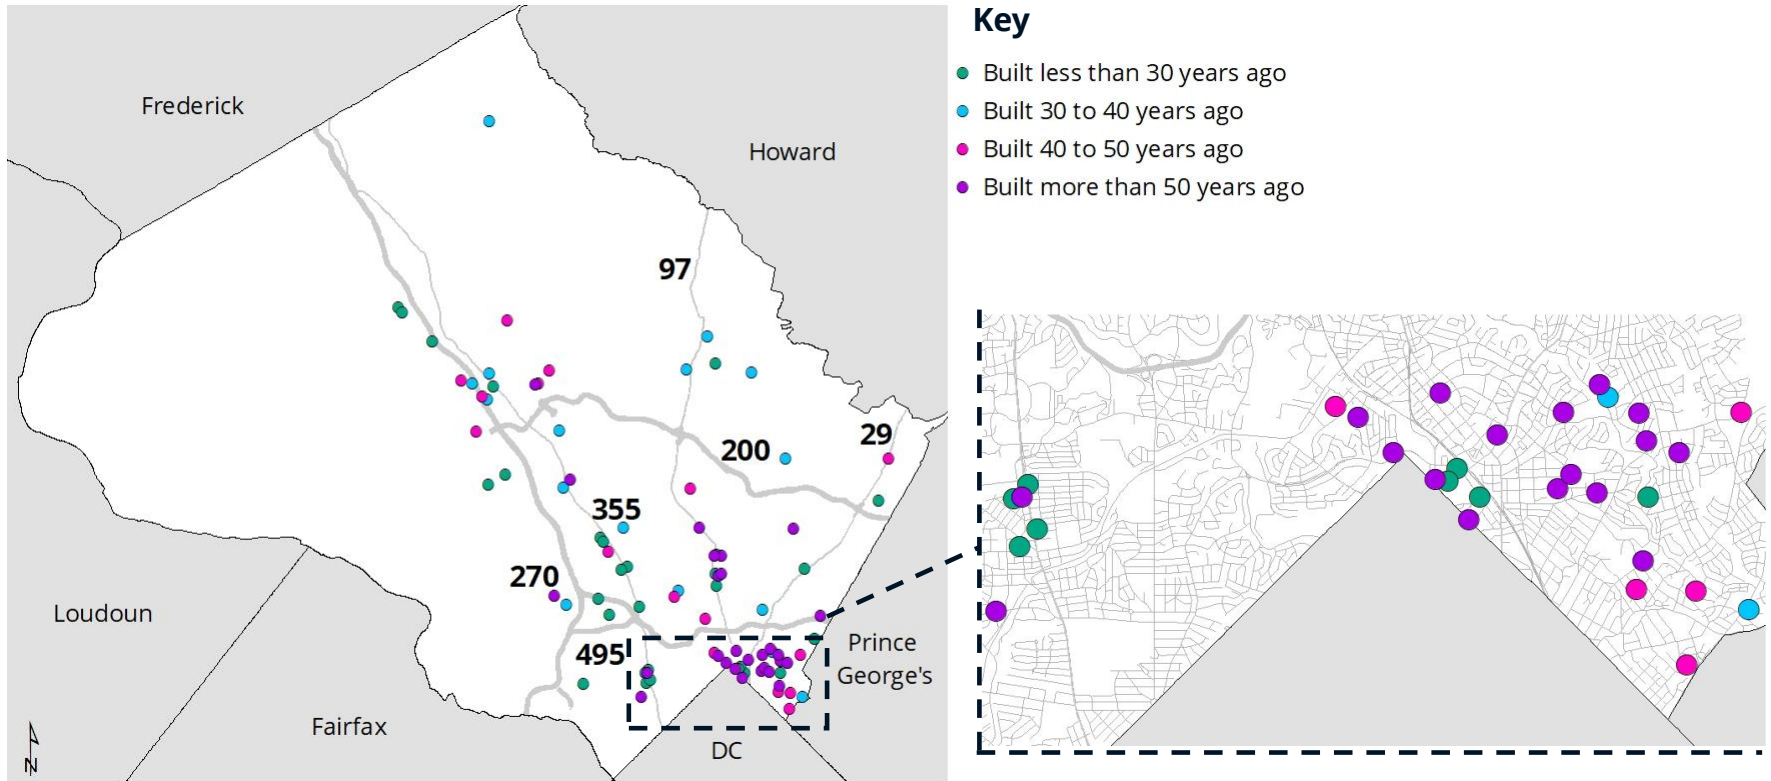 Key
Built less than 30 years ago
Built 30 to 40 years ago
Built 40 to 50 years ago
Built more than 50 years ago
Frederick
Howard
97
29
200
355
270
Loudoun
Prince
George's
495
Fairfax
DC
N